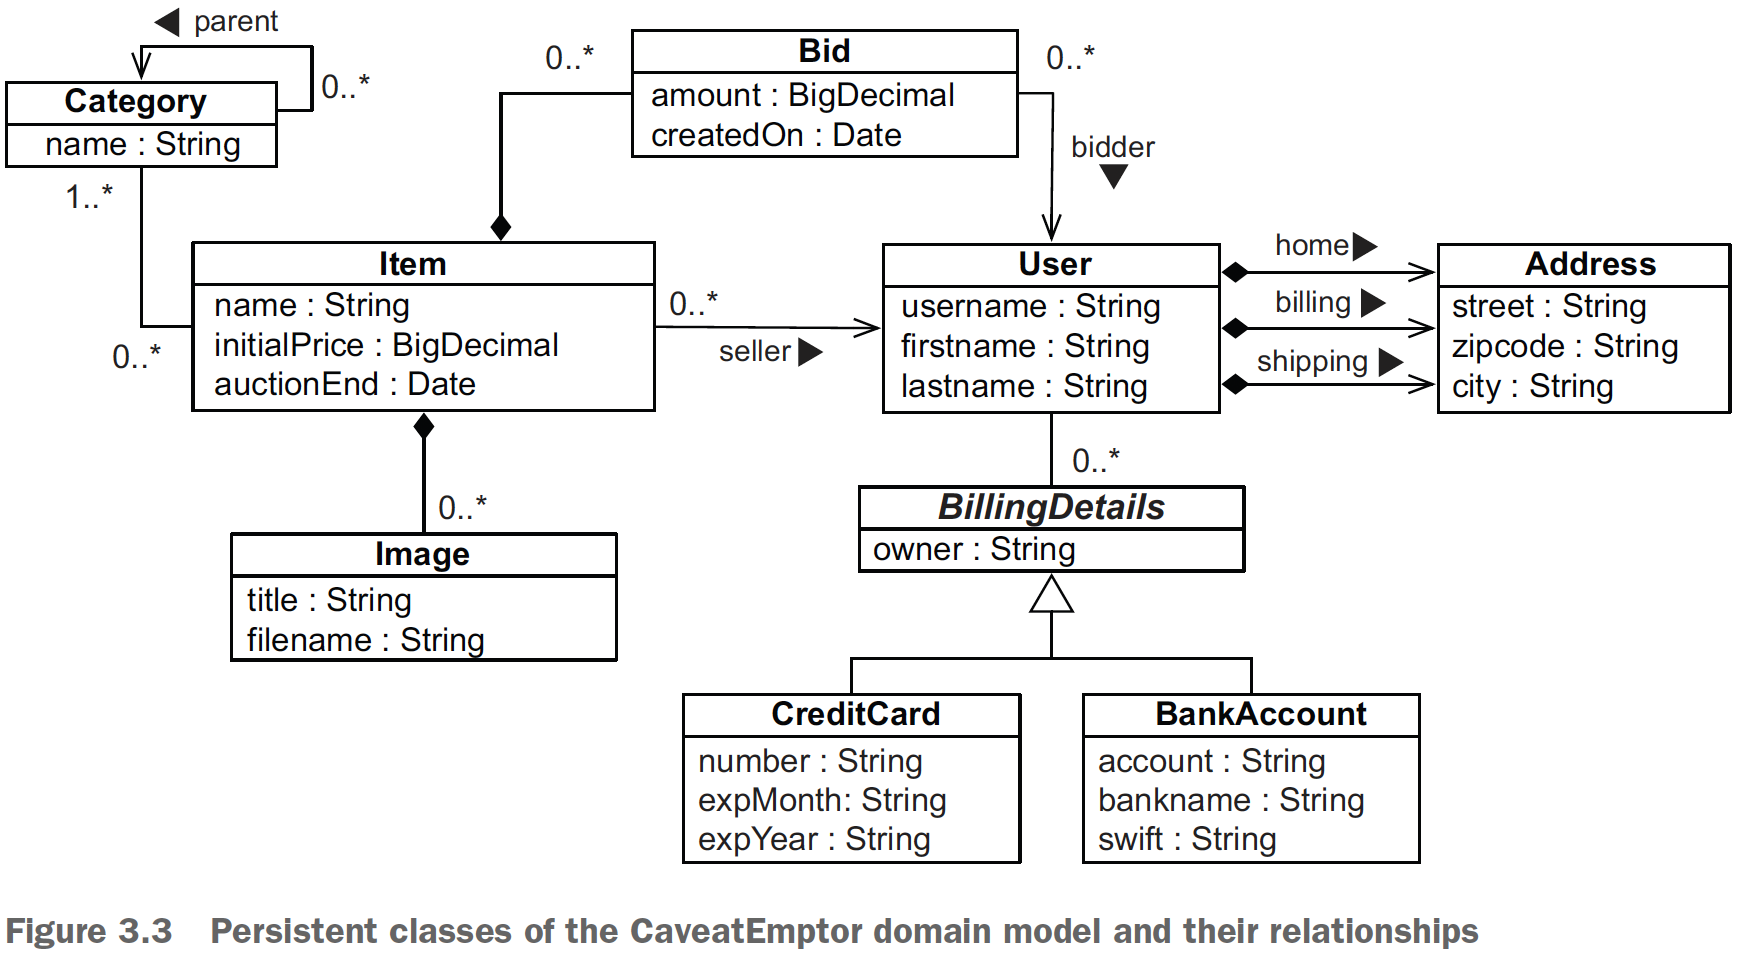 parent
0..*
Category
name : String
1..*
0..*
Bid
amount : BigDecimal
createdOn : Date
0..*
0..*
bidder
Item
name : String
initialPrice : BigDecimal
auctionEnd : Date
0..*
seller
User
username : String
firstname : String
lastname : String
home
billing
shipping
Address
street : String
zipcode : String
city : String
0..*
Image
title : String
filename : String
0..*
BillingDetails
owner : String
CreditCard
number : String
expMonth: String
expYear : String
BankAccount
account : String
bankname : String
swift : String
Figure 3.3 Persistent classes of the CaveatEmptor domain model and their relationships